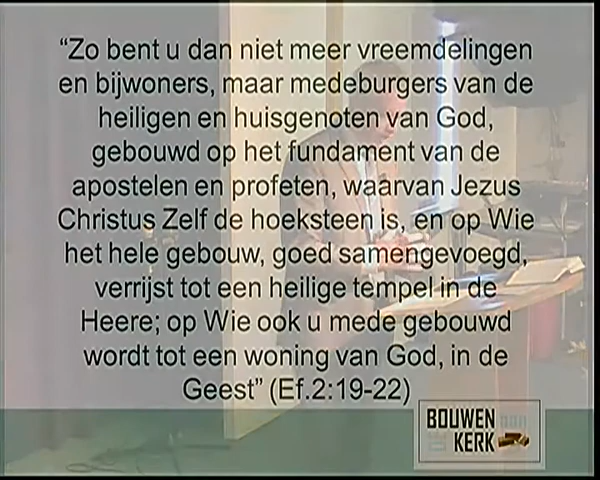 “Zo bent u dan niet meer vreemdelingen
en bijwoners, maar medeburgers van de
heiligen en huisgenoten van God,
gebouwd op het fundament van de
apostelen en profeten, waarvan Jezus
Christus Zelf de hoeksteen is, en op Wie
het hele gebouw, goed samengevoegd,
verrijst tot een heilige tempel in de
Heere; op Wie ook u mede gebouwd
wordt tot een woning van God, in de
Geest” (Ef.2:19-22)
BOUWEN aan
DE KERK